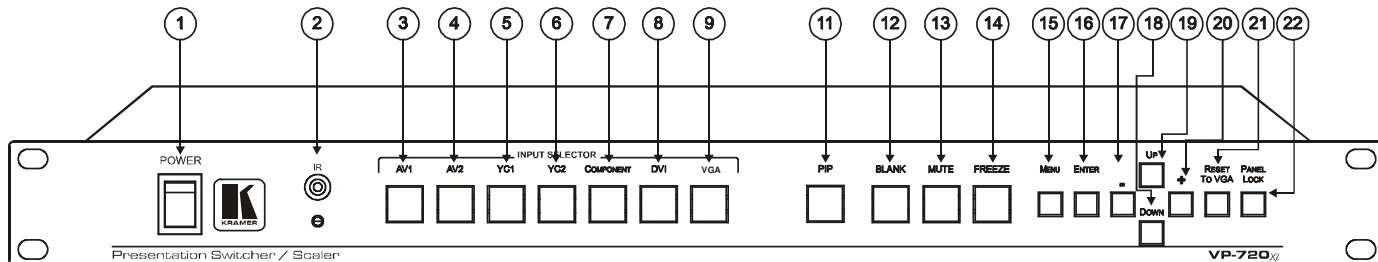 1 2 3 4 5 6 7 8 9 11 12 13 14 15 16 17 18 19 20 21 22
POWER
IR
INPUT SELECTOR
AV1 AV2 YC1 YC2 COMPONENT DVI VGA
PIP BLANK MUTE FREEZE
MENU ENTER - UP DOWN + RESET TO VGA PANEL LOCK
K
KRAMER
Presentation Switcher / Scaler
VP-720xl